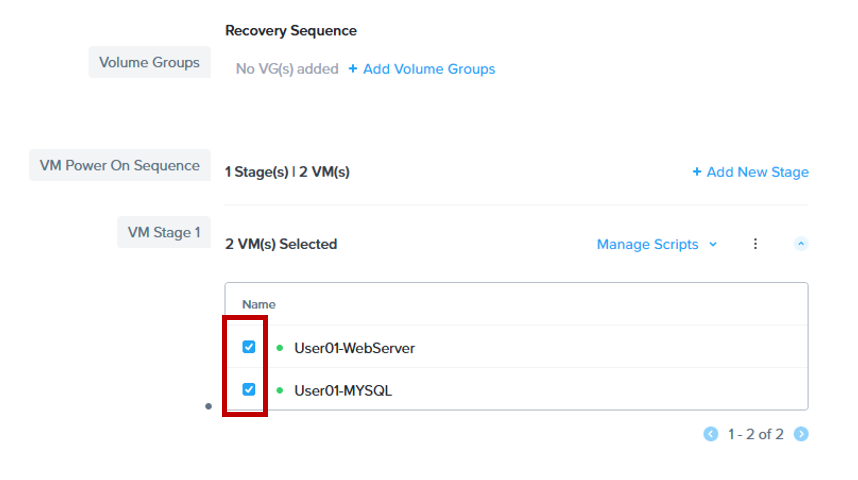 Recovery Sequence
Volume Groups
No VG(s) added + Add Volume Groups
VM Power On Sequence
1 Stage(s) | 2 VM(s)
+ Add New Stage
VM Stage 1
2 VM(s) Selected
Manage Scripts
Name
User01-WebServer
User01-MYSQL
1 - 2 of 2